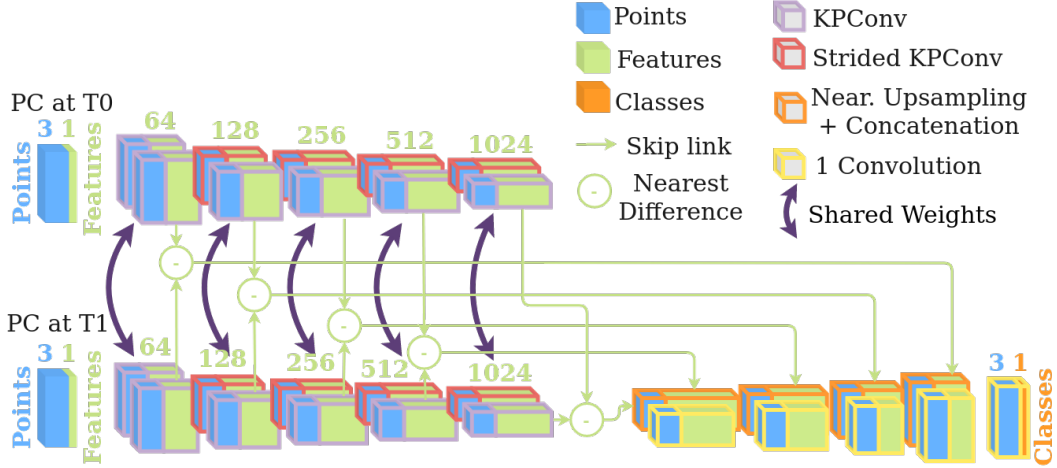 Points
Features
Classes
Skip link
-
Nearest
Difference
KPConv
Strided KPConv
Near. Upsampling
+ Concatenation
1 Convolution
Shared Weights
PC at T0
3 1
Points
Features
64
128
256
512
1024
-
-
-
-
PC at T1
3 1
Points
Features
64
128
256
512
1024
-
3 1
Classes